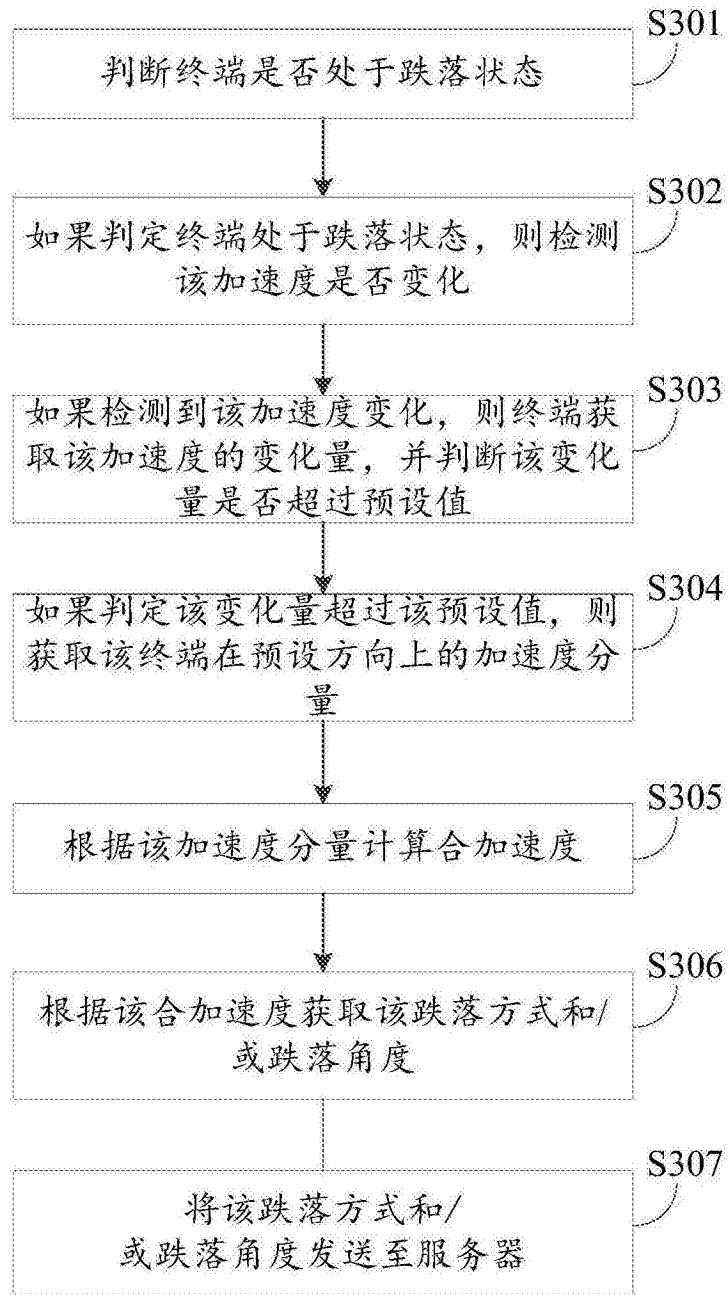 S301
判断终端是否处于跌落状态
S302
如果判定终端处于跌落状态，则检测
该加速度是否变化
S303
如果检测到该加速度变化，则终端获
取该加速度的变化量，并判断该变化
量是否超过预设值
S304
如果判定该变化量超过该预设值，则
获取该终端在预设方向上的加速度分
量
S305
根据该加速度分量计算合加速度
S306
根据该合加速度获取该跌落方式和/
或跌落角度
S307
将该跌落方式和/
或跌落角度发送至服务器